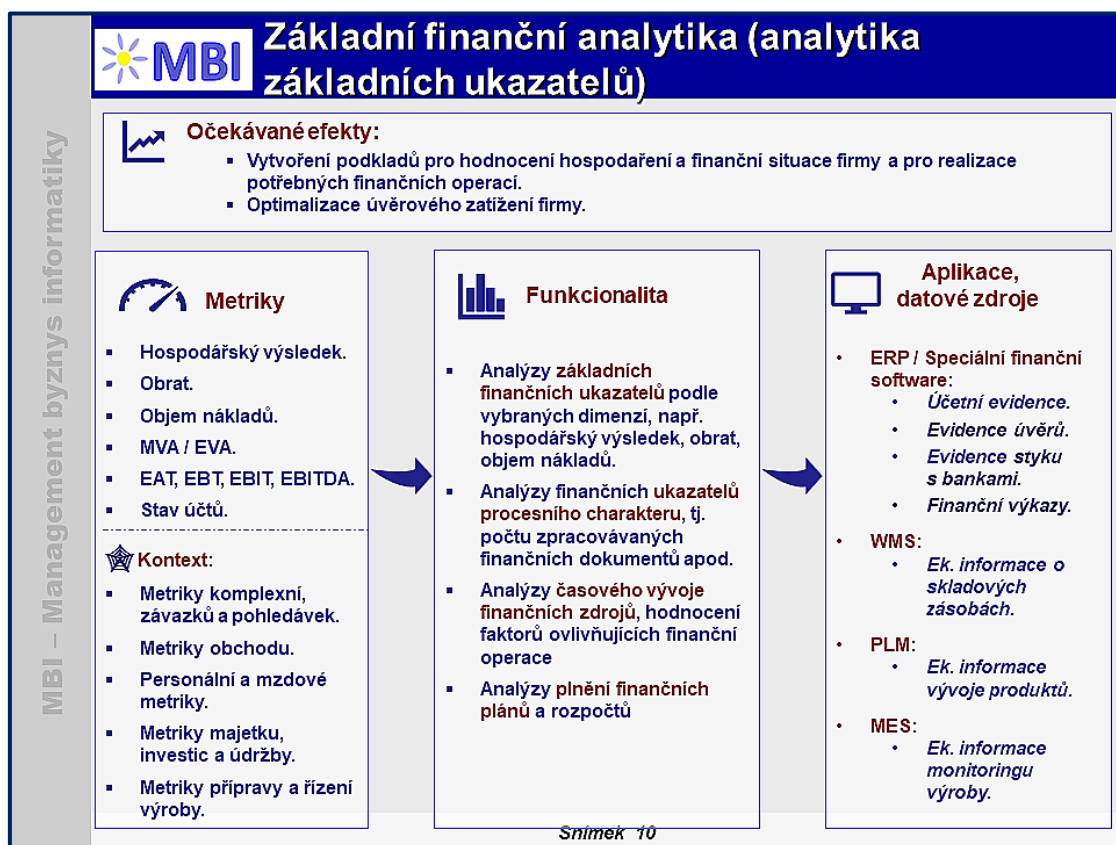 MBI – Management byznys informatiky
MBI
Základní finanční analytika (analytika
základních ukazatelů)
Očekávané efekty:
▪ Vytvoření podkladů pro hodnocení hospodaření a finanční situace firmy a pro realizace
potřebných finančních operací.
▪ Optimalizace úvěrového zatížení firmy.
Metriky
▪ Hospodářský výsledek.
▪ Obrat.
▪ Objem nákladů.
▪ MVA / EVA.
▪ EAT, EBT, EBIT, EBITDA.
▪ Stav účtů.
Kontext:
▪ Metriky komplexní,
závazků a pohledávek.
▪ Metriky obchodu.
▪ Personální a mzdové
metriky.
▪ Metriky majetku,
investic a údržby.
▪ Metriky přípravy a řízení
výroby.
Funkcionalita
▪ Analýzy základních
finančních ukazatelů podle
vybraných dimenzí, např.
hospodářský výsledek, obrat,
objem nákladů.
▪ Analýzy finančních ukazatelů
procesního charakteru, tj.
počtu zpracovávaných
finančních dokumentů apod.
▪ Analýzy časového vývoje
finančních zdrojů, hodnocení
faktorů ovlivňujících finanční
operace
▪ Analýzy plnění finančních
plánů a rozpočtů
Aplikace,
datové zdroje
• ERP / Speciální finanční
software:
• Účetní evidence.
• Evidence úvěrů.
• Evidence styku
s bankami.
• Finanční výkazy.
• WMS:
• Ek. informace o
skladových
zásobách.
• PLM:
• Ek. informace
vývoje produktů.
• MES:
• Ek. informace
monitoringu
výroby.
Snímek 10